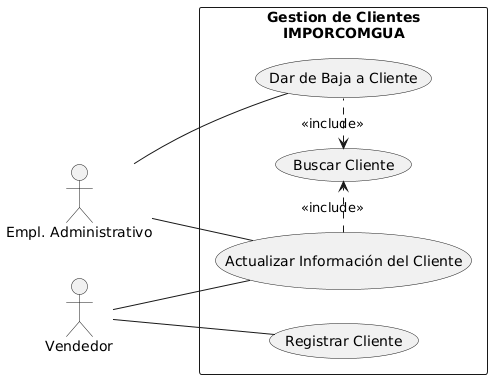 Gestion de Clientes
IMPORCOMGUA
Dar de Baja a Cliente
«include»
Buscar Cliente
«include»
Empl. Administrativo
Actualizar Información del Cliente
Vendedor
Registrar Cliente